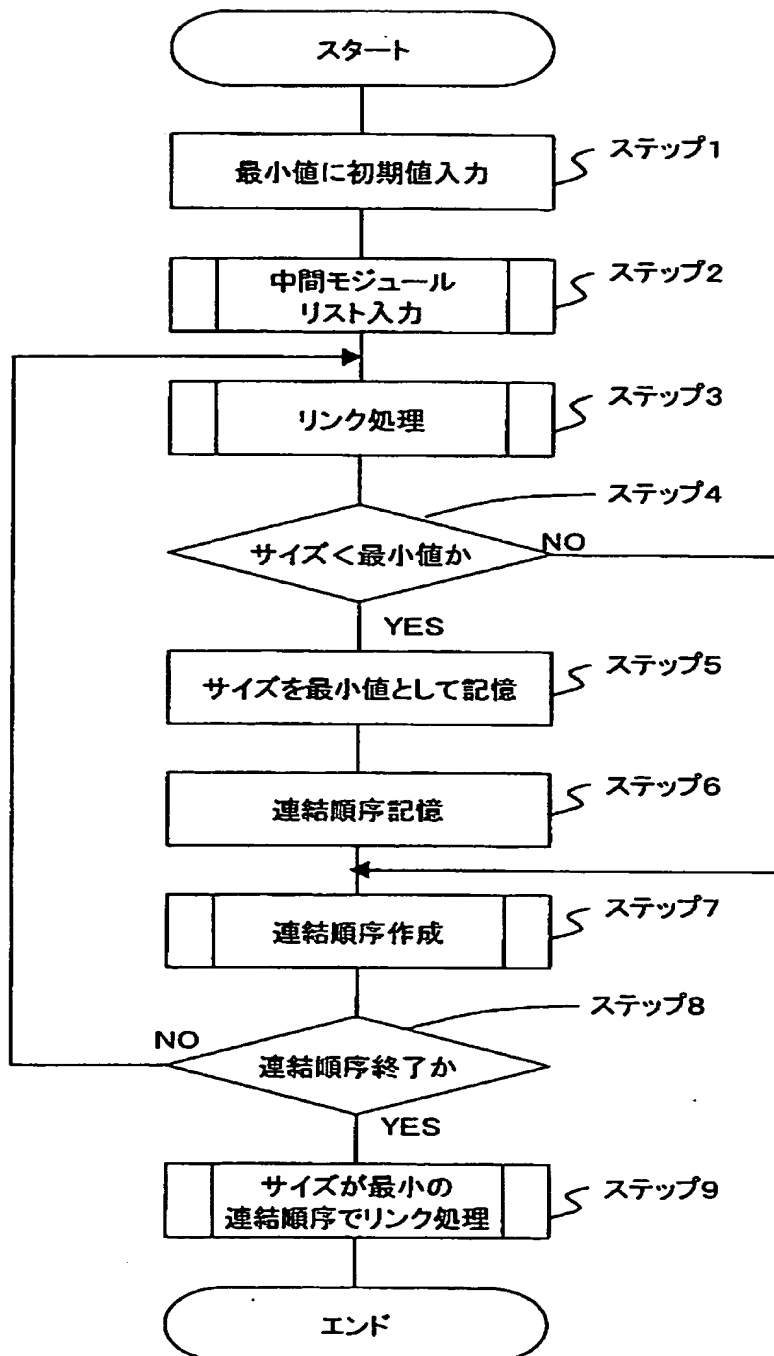 スタート
最小値に初期値入力
ステップ1
中間モジュール
リスト入力
ステップ2
リンク処理
ステップ3
ステップ4
サイズ<最小値か
NO
YES
サイズを最小値として記憶
ステップ5
連結順序記憶
ステップ6
連結順序作成
ステップ7
ステップ8
NO
連結順序終了か
YES
サイズが最小の
連結順序でリンク処理
ステップ9
エンド